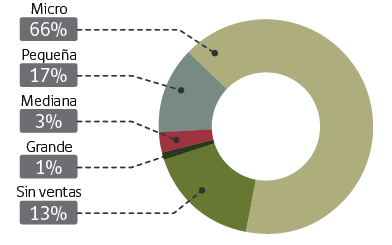 Micro
66%
Pequeña
17%
Mediana
3%
Grande
1%
Sin ventas
13%